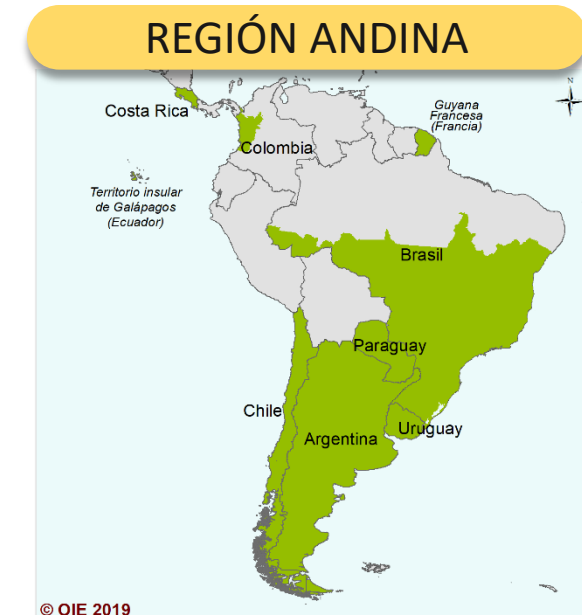 REGIÓN ANDINA
Costa Rica
Guyana
Francesa
(Francia)
Colombia
Territorio insular
de Galápagos
(Ecuador)
Brasil
Paraguay
Chile
Uruguay
Argentina
© OIE 2019